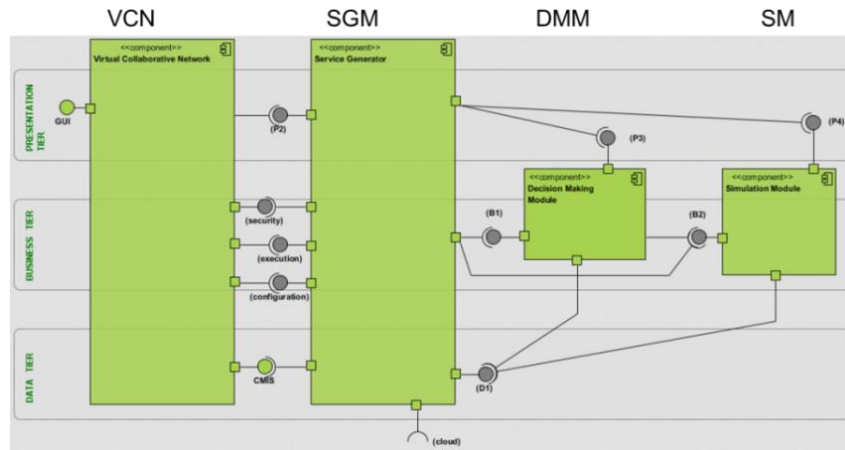 VCN SGM DMM SM
<<component>>
Virtual Collaborative Network
<<component>>
Service Generator
PRESENTATION
TIER
GUI
(P2)
(P3)
(P4)
<<component>>
Decision Making
Module
<<component>>
Simulation Module
BUSINESS TIER
(security)
(execution)
(configuration)
(B1)
(B2)
DATA TIER
CMIS
(D1)
(cloud)